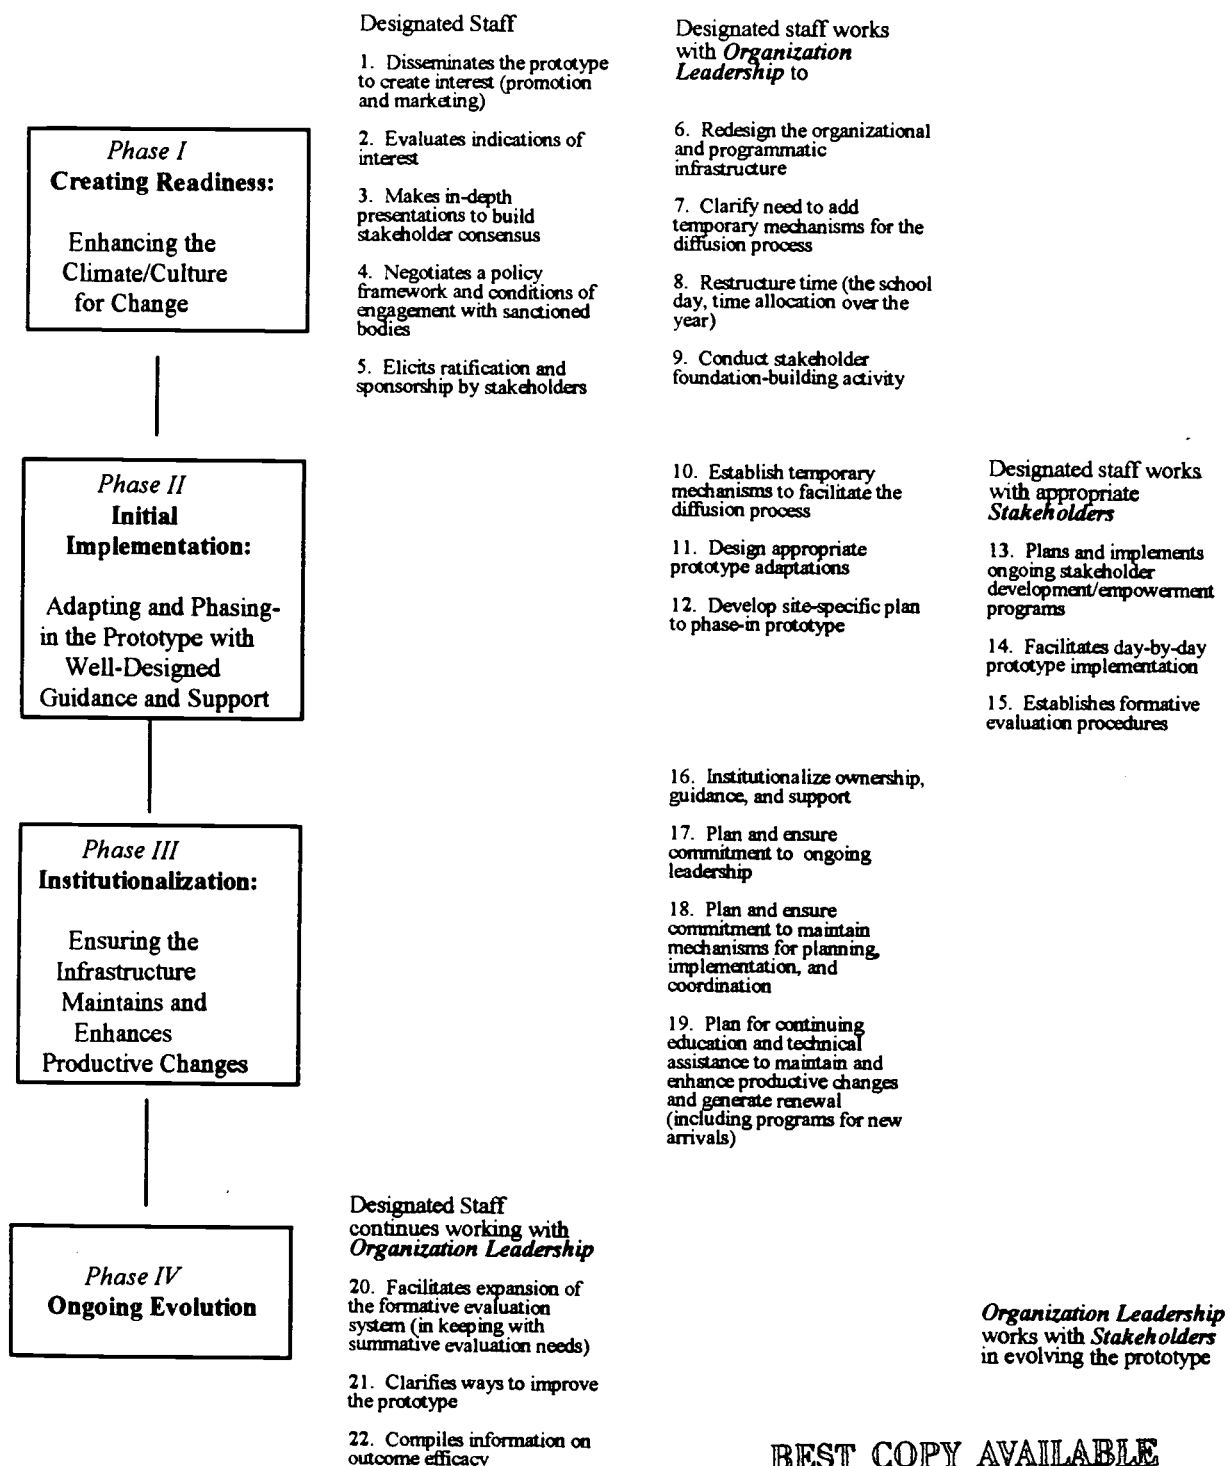 Designated Staff
1. Disseminates the prototype
to create interest (promotion
and marketing)
2. Evaluates indications of
interest
3. Makes in-depth
presentations to build
stakeholder consensus
4. Negotiates a policy
framework and conditions of
engagement with sanctioned
bodies
5. Elicits ratification and
sponsorship by stakeholders
Designated staff works
with Organization
Leadership to
6. Redesign the organizational
and programmatic
infrastructure
7. Clarify need to add
temporary mechanisms for the
diffusion process
8. Restructure time (the school
day, time allocation over the
year)
9. Conduct stakeholder
foundation-building activity
Phase I
Creating Readiness:
Enhancing the
Climate/Culture
for Change
Phase II
Initial
Implementation:
Adapting and Phasing-
in the Prototype with
Well-Designed
Guidance and Support
10. Establish temporary
mechanisms to facilitate the
diffusion process
11. Design appropriate
prototype adaptations
12. Develop site-specific plan
to phase-in prototype
Designated staff works
with appropriate
Stakeholders
13. Plans and implements
ongoing stakeholder
development/empowerment
programs
14. Facilitates day-by-day
prototype implementation
15. Establishes formative
evaluation procedures
Phase III
Institutionalization:
Ensuring the
Infrastructure
Maintains and
Enhances
Productive Changes
16. Institutionalize ownership,
guidance, and support
17. Plan and ensure
commitment to ongoing
leadership
18. Plan and ensure
commitment to maintain
mechanisms for planning,
implementation, and
coordination
19. Plan for continuing
education and technical
assistance to maintain and
enhance productive changes
and generate renewal
(including programs for new
arrivals)
Phase IV
Ongoing Evolution
Designated Staff
continues working with
Organization Leadership
20. Facilitates expansion of
the formative evaluation
system (in keeping with
summative evaluation needs)
21. Clarifies ways to improve
the prototype
22. Compiles information on
outcome efficacy
Organization Leadership
works with Stakeholders
in evolving the prototype
BEST COPY AVAILABLE